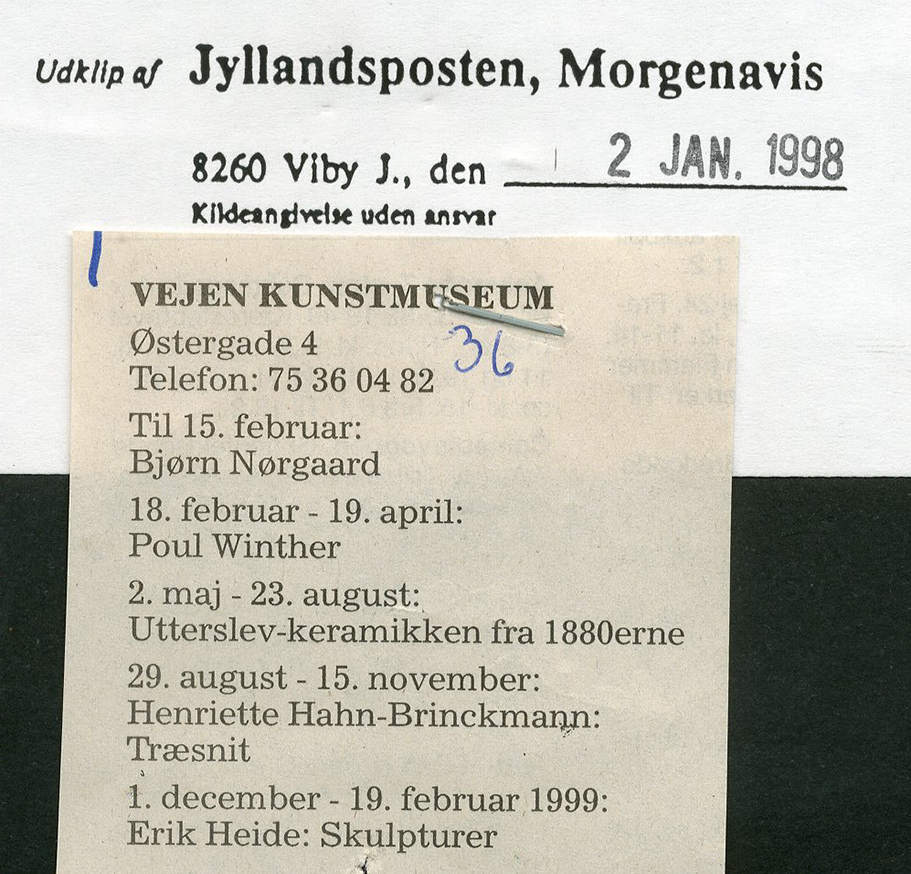 Udklip af Jyllandsposten, Morgenavis
8260 Viby J., den 2 JAN. 1998
Kildeangivelse uden ansvar
VEJEN KUNSTMUSEUM
36
Østergade 4
Telefon: 75 36 04 82
Til 15. februar:
Bjørn Nørgaard
18. februar - 19. april:
Poul Winther
2. maj - 23. august:
Utterslev-keramikken fra 1880erne
29. august - 15. november:
Henriette Hahn-Brinckmann:
Træsnit
1. december - 19. februar 1999:
Erik Heide: Skulpturer